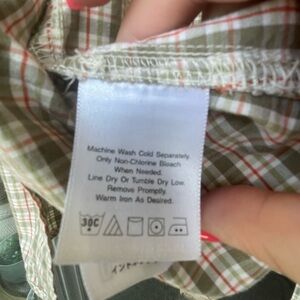 Machine Wash Cold Separately.
Only Non-Chlorine Bleach
When Needed.
Line Dry Or Tumble Dry Low.
Remove Promptly.
Warm Iron As Desired.
30C